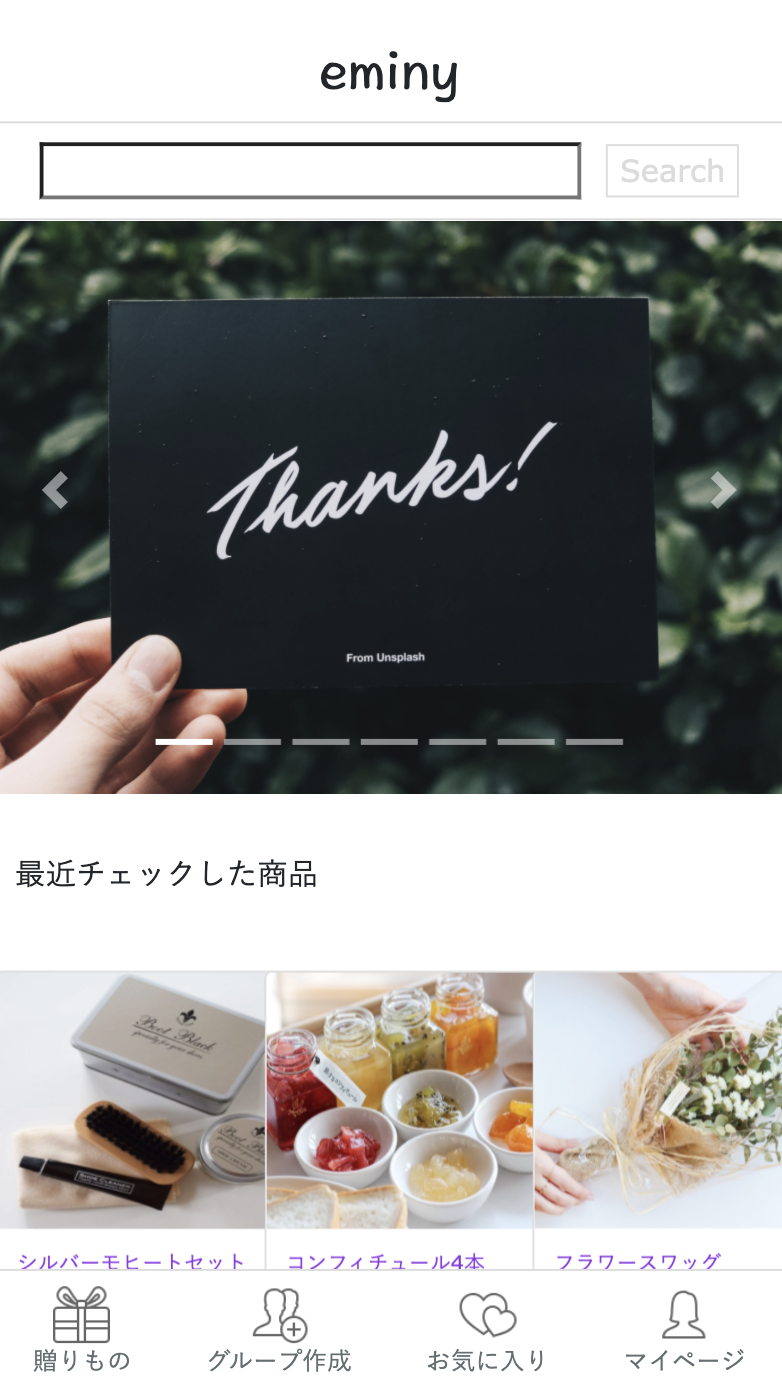 eminy
Search
Thanks!
From Unsplash
最近チェックした商品
Boot Black
シルバーモヒートセット
コンフィチュール4本
フラワースワッグ
贈りもの
グループ作成
お気に入り
マイページ